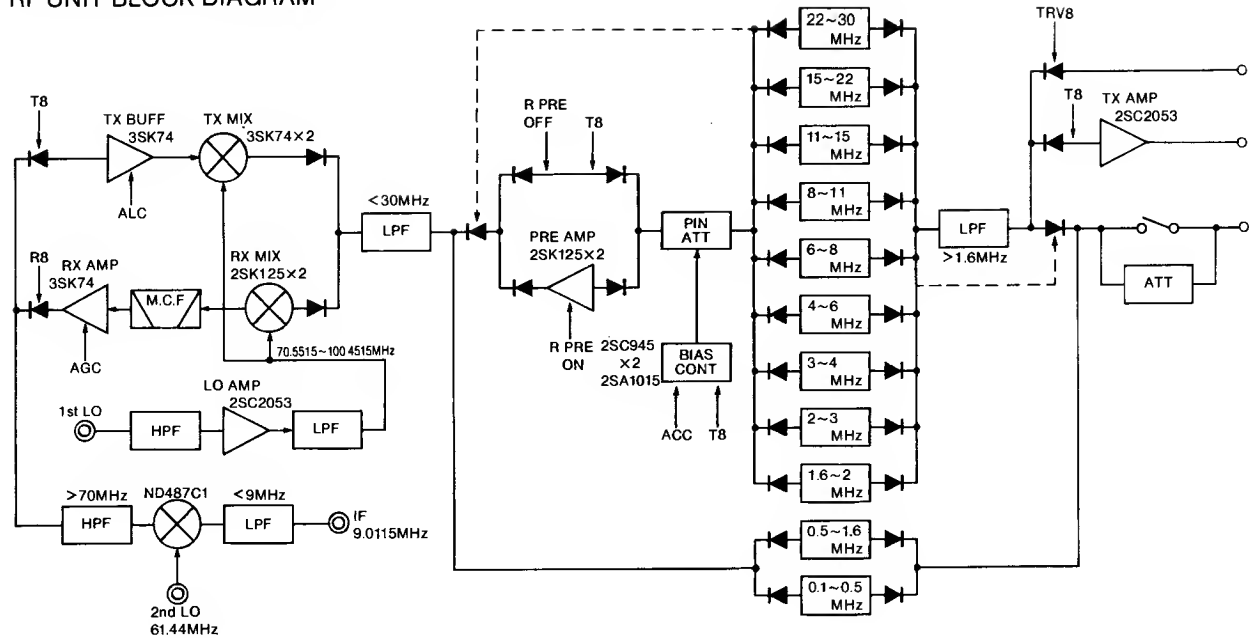 RF UNIT BLOCK DIAGRAM
T8
TX BUFF
3SK74
TX MIX
3SK74×2
ALC
R8
RX AMP
3SK74
M.C.F
RX MIX
2SK125×2
AGC
70.5515~100.4515MHz
LO AMP
2SC2053
1st LO
HPF
LPF
>70MHz
HPF
ND487C1
<9MHz
LPF
IF
9.0115MHz
2nd LO
61.44MHz
<30MHz
LPF
R PRE
OFF
T8
PRE AMP
2SK125×2
R PRE
ON
2SC945
×2
2SA1015
PIN
ATT
BIAS
CONT
ACC
T8
22~30
MHz
15~22
MHz
11~15
MHz
8~11
MHz
6~8
MHz
4~6
MHz
3~4
MHz
2~3
MHz
1.6~2
MHz
0.5~1.6
MHz
0.1~0.5
MHz
LPF
>1.6MHz
TRV8
T8
TX AMP
2SC2053
ATT